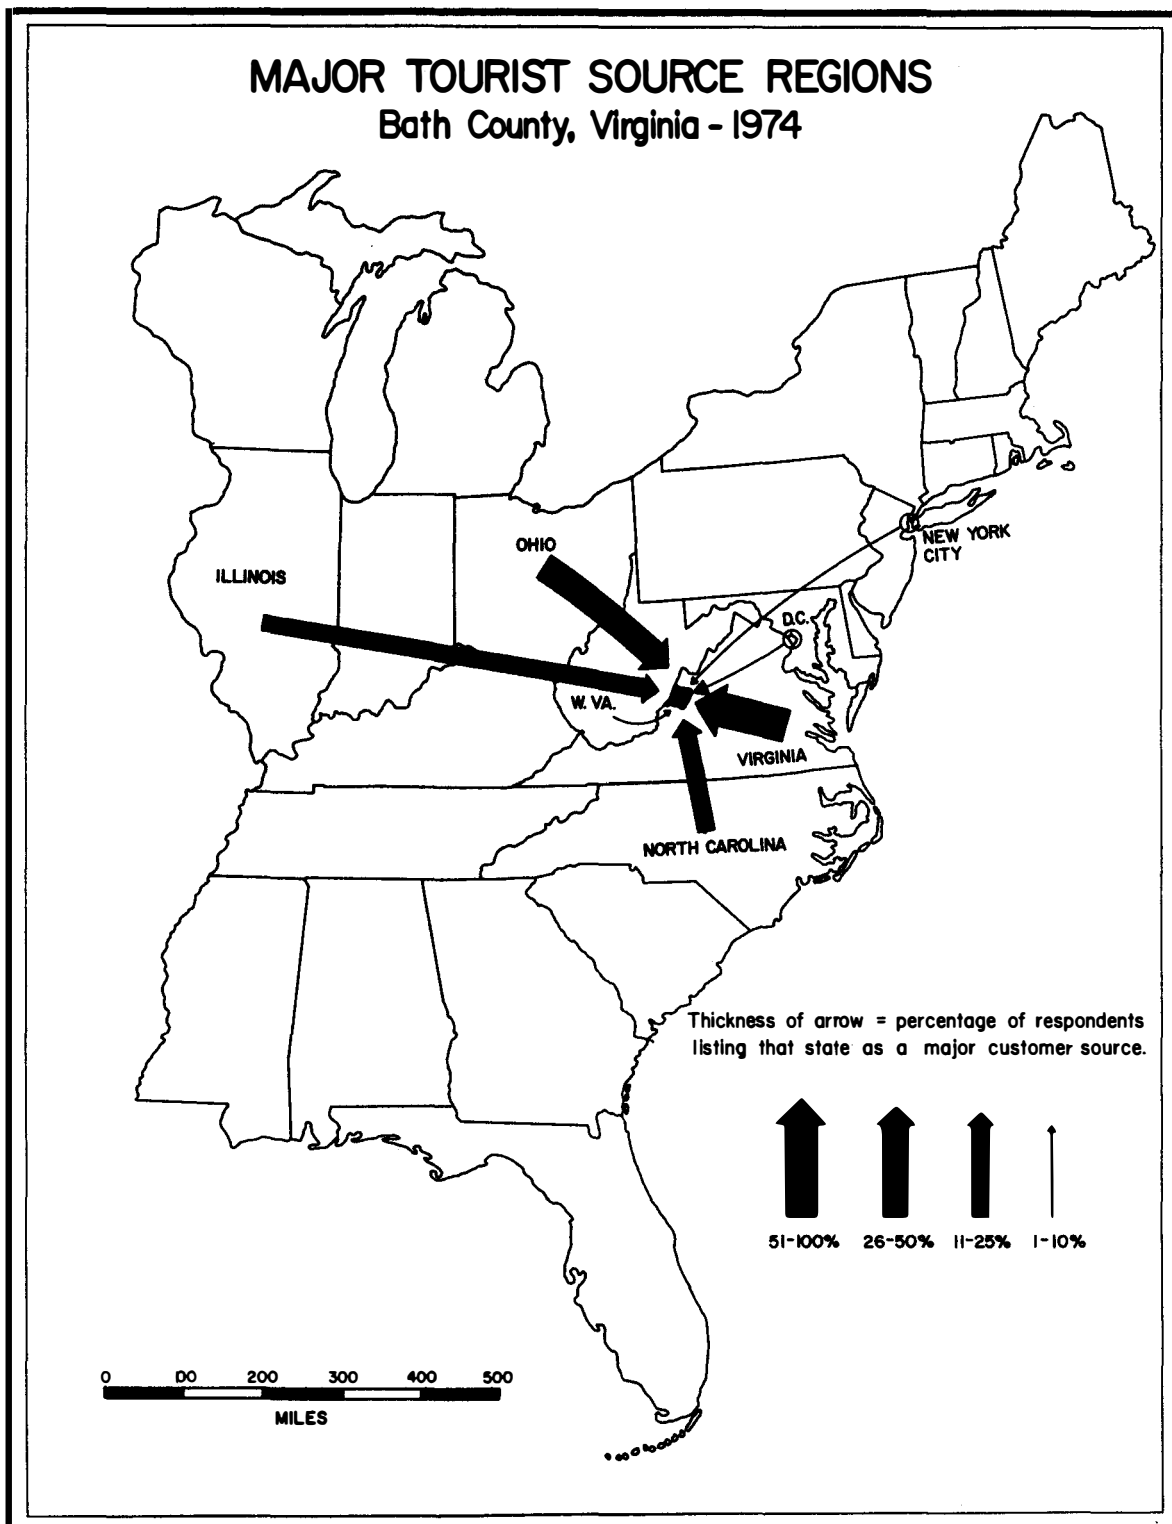 MAJOR TOURIST SOURCE REGIONS
Bath County, Virginia - 1974
OHIO
NEW YORK
CITY
ILLINOIS
D.C.
W. VA.
VIRGINIA
NORTH CAROLINA
Thickness of arrow = percentage of respondents
listing that state as a major customer source.
51-100% 26-50% 11-25% 1-10%
0 DO 200 300 400 500
MILES